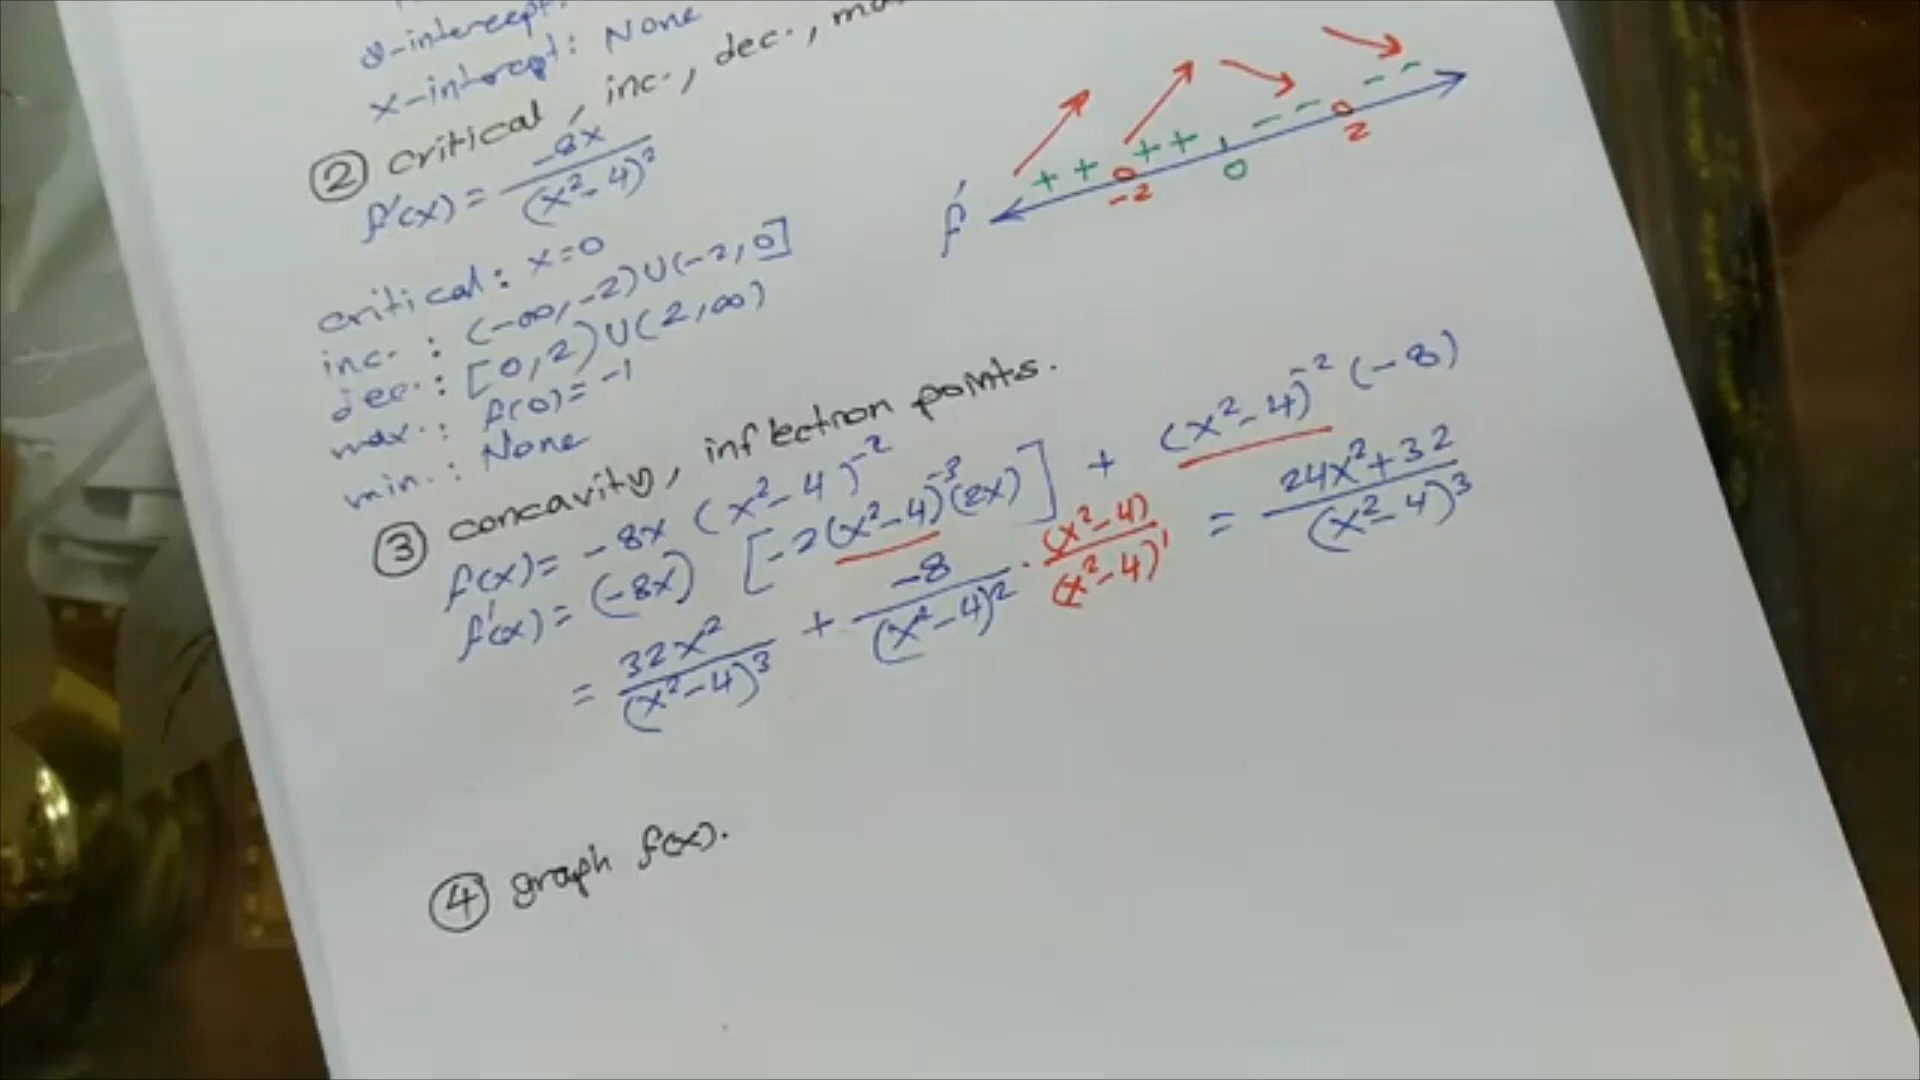 y-intercept:
x-intercept: None
② critical, inc., dec.,
f'(x) = -8x / (x²-4)²
critical: x=0
inc. : (-∞,-2)∪(-2,0]
dec. : [0,2)∪(2,∞)
max. : f(0)=-1
min. : None
f' ++ -2 ++ 0 -- 2 --
③ concavity, inflection points.
f(x) = -8x (x²-4)⁻²
f'(x) = (-8x) [-2(x²-4)⁻³(2x)] + (x²-4)⁻²(-8)
= 32x² / (x²-4)³ + -8 / (x²-4)² · (x²-4) / (x²-4)¹ = 24x²+32 / (x²-4)³
④ graph f(x).